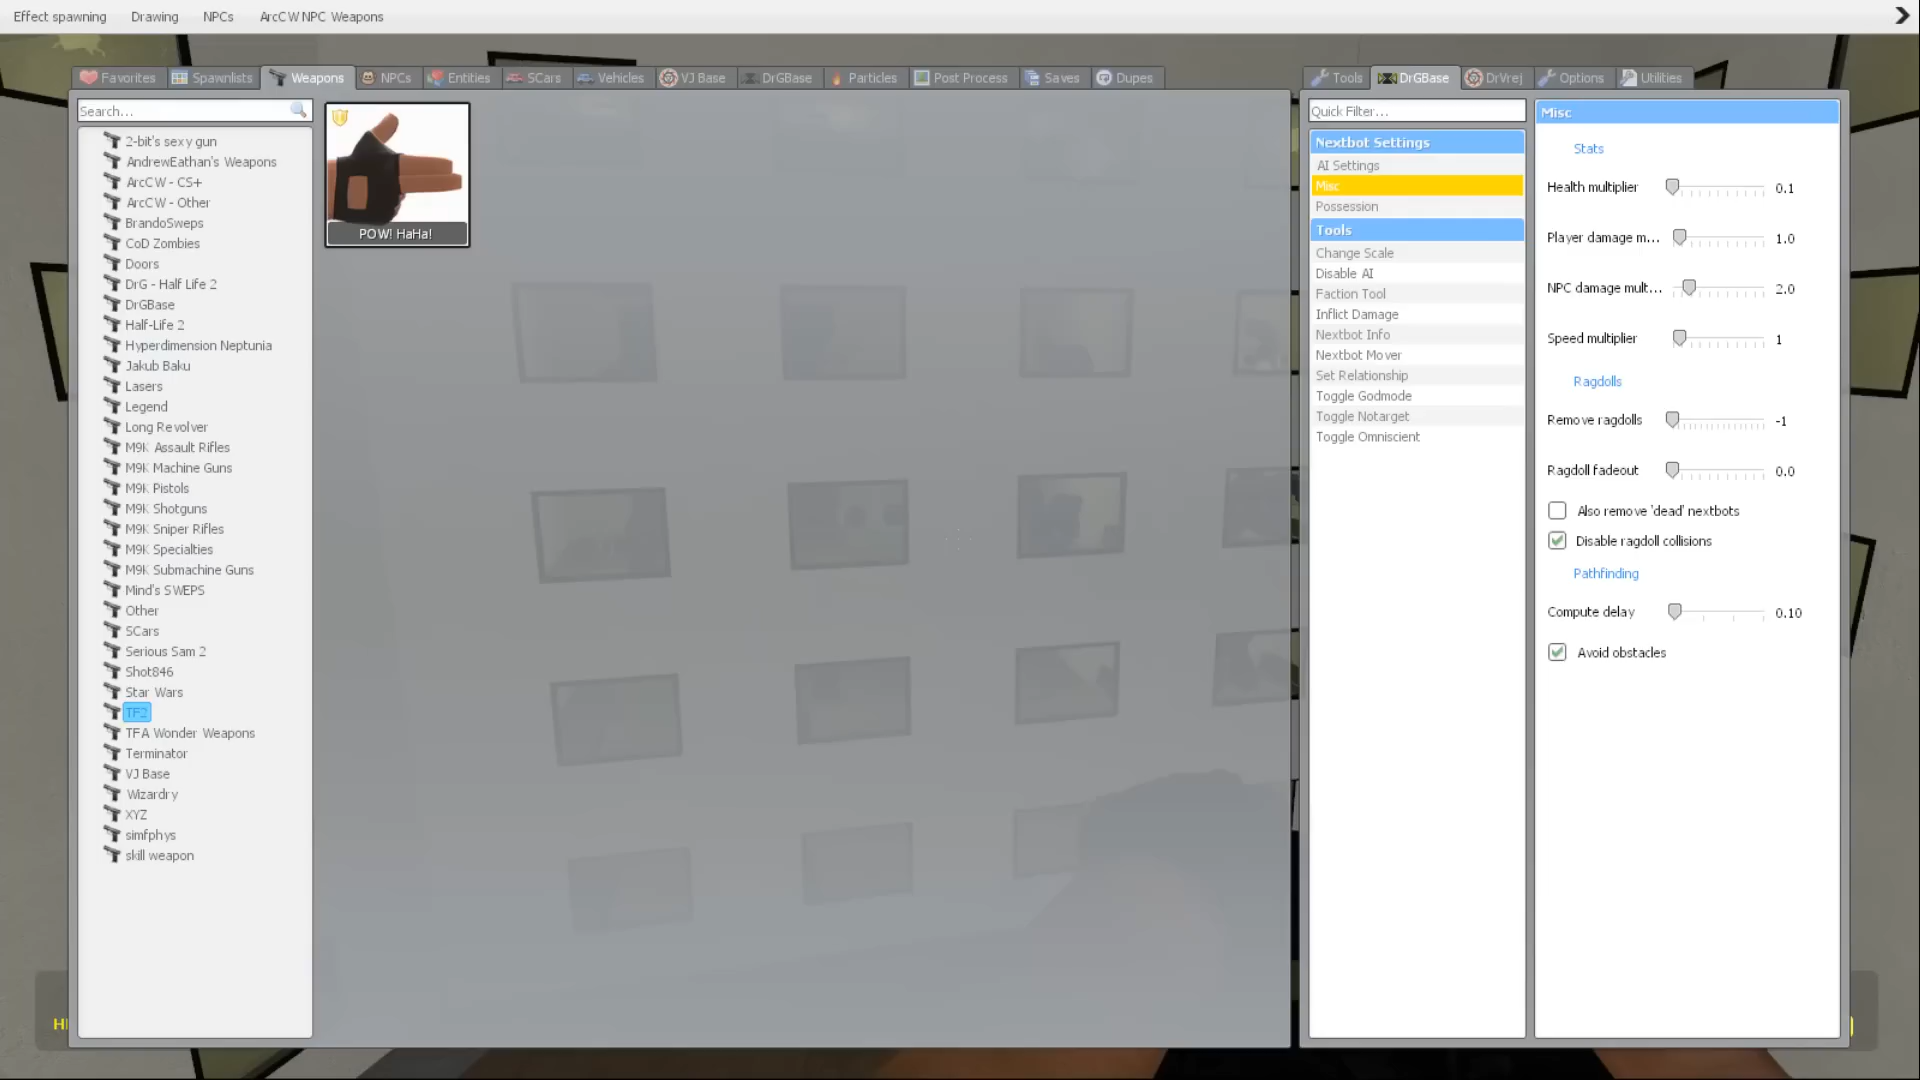 Effect spawning Drawing NPCs ArcCW NPC Weapons
Favorites Spawnlists Weapons NPCs Entities SCars Vehicles VJ Base DrGBase Particles Post Process Saves Dupes
Tools DrGBase DrVrej Options Utilities
Search...
2-bit's sexy gun
AndrewEathan's Weapons
ArcCW - CS+
ArcCW - Other
BrandoSweps
CoD Zombies
Doors
DrG - Half Life 2
DrGBase
Half-Life 2
Hyperdimension Neptunia
Jakub Baku
Lasers
Legend
Long Revolver
M9K Assault Rifles
M9K Machine Guns
M9K Pistols
M9K Shotguns
M9K Sniper Rifles
M9K Specialties
M9K Submachine Guns
Mind's SWEPS
Other
SCars
Serious Sam 2
Shot846
Star Wars
TF2
TFA Wonder Weapons
Terminator
VJ Base
Wizardry
XYZ
simfphys
skill weapon
POW! HaHa!
Quick Filter...
Nextbot Settings
AI Settings
Misc
Possession
Tools
Change Scale
Disable AI
Faction Tool
Inflict Damage
Nextbot Info
Nextbot Mover
Set Relationship
Toggle Godmode
Toggle Notarget
Toggle Omniscient
Misc
Stats
Health multiplier 0.1
Player damage m... 1.0
NPC damage mult... 2.0
Speed multiplier 1
Ragdolls
Remove ragdolls -1
Ragdoll fadeout 0.0
Also remove 'dead' nextbots
Disable ragdoll collisions
Pathfinding
Compute delay 0.10
Avoid obstacles